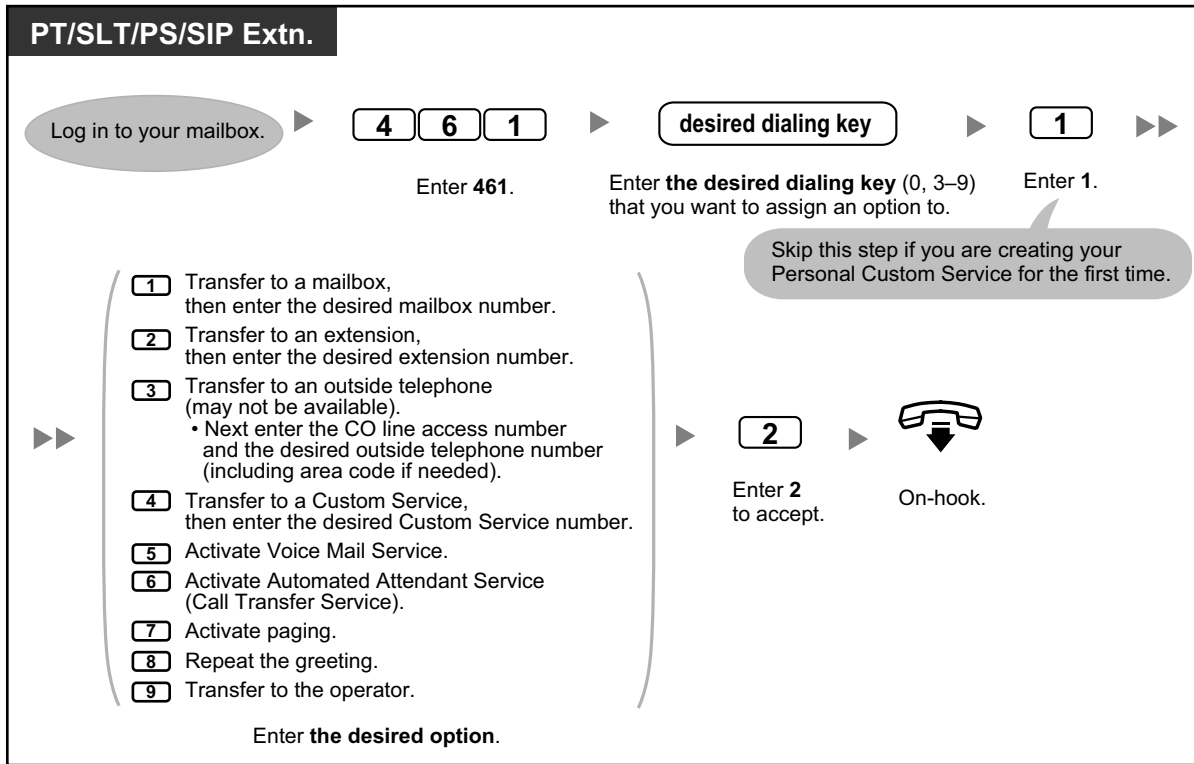 PT/SLT/PS/SIP Extn.
Log in to your mailbox.
4 6 1
desired dialing key
1
Enter 461.
Enter the desired dialing key (0, 3–9)
that you want to assign an option to.
Enter 1.
Skip this step if you are creating your
Personal Custom Service for the first time.
1 Transfer to a mailbox,
then enter the desired mailbox number.
2 Transfer to an extension,
then enter the desired extension number.
3 Transfer to an outside telephone
(may not be available).
• Next enter the CO line access number
and the desired outside telephone number
(including area code if needed).
4 Transfer to a Custom Service,
then enter the desired Custom Service number.
5 Activate Voice Mail Service.
6 Activate Automated Attendant Service
(Call Transfer Service).
7 Activate paging.
8 Repeat the greeting.
9 Transfer to the operator.
Enter the desired option.
2
Enter 2
to accept.
On-hook.